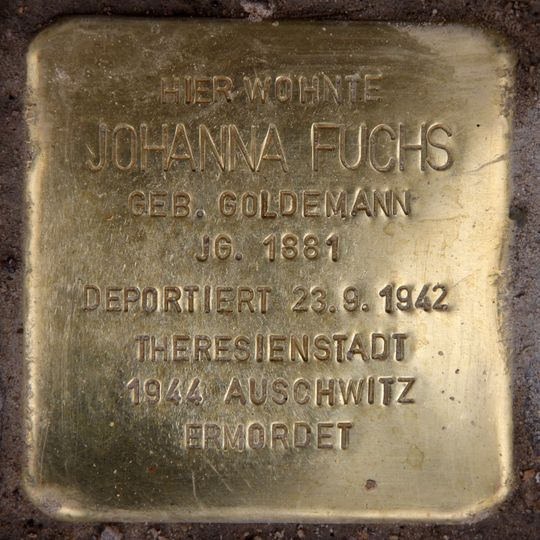 HIER WOHNTE
JOHANNA FUCHS
GEB. GOLDEMANN
JG. 1881
DEPORTIERT 23.9.1942
THERESIENSTADT
1944 AUSCHWITZ
ERMORDET